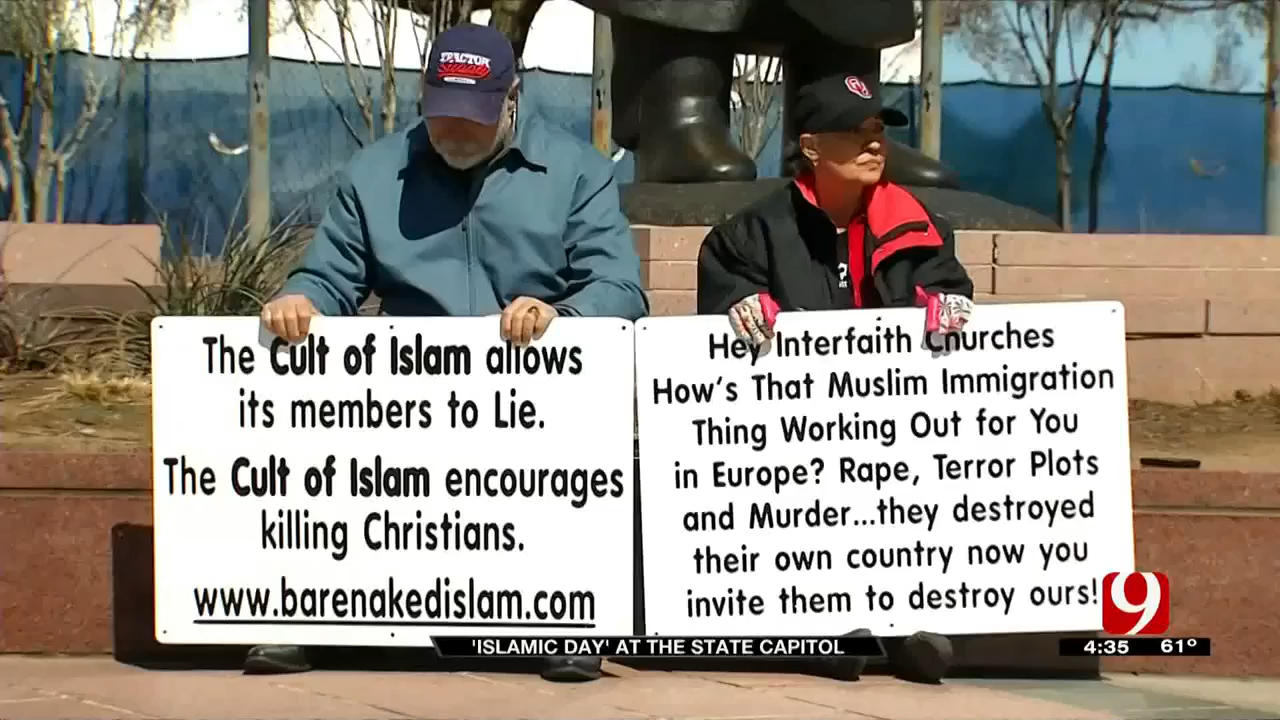 TRACTOR
SUPPLY
OU
The Cult of Islam allows
its members to Lie.
The Cult of Islam encourages
killing Christians.
www.barenakedislam.com
Hey Interfaith Churches
How's That Muslim Immigration
Thing Working Out for You
in Europe? Rape, Terror Plots
and Murder...they destroyed
their own country now you
invite them to destroy ours!
9
'ISLAMIC DAY' AT THE STATE CAPITOL
4:35 61°